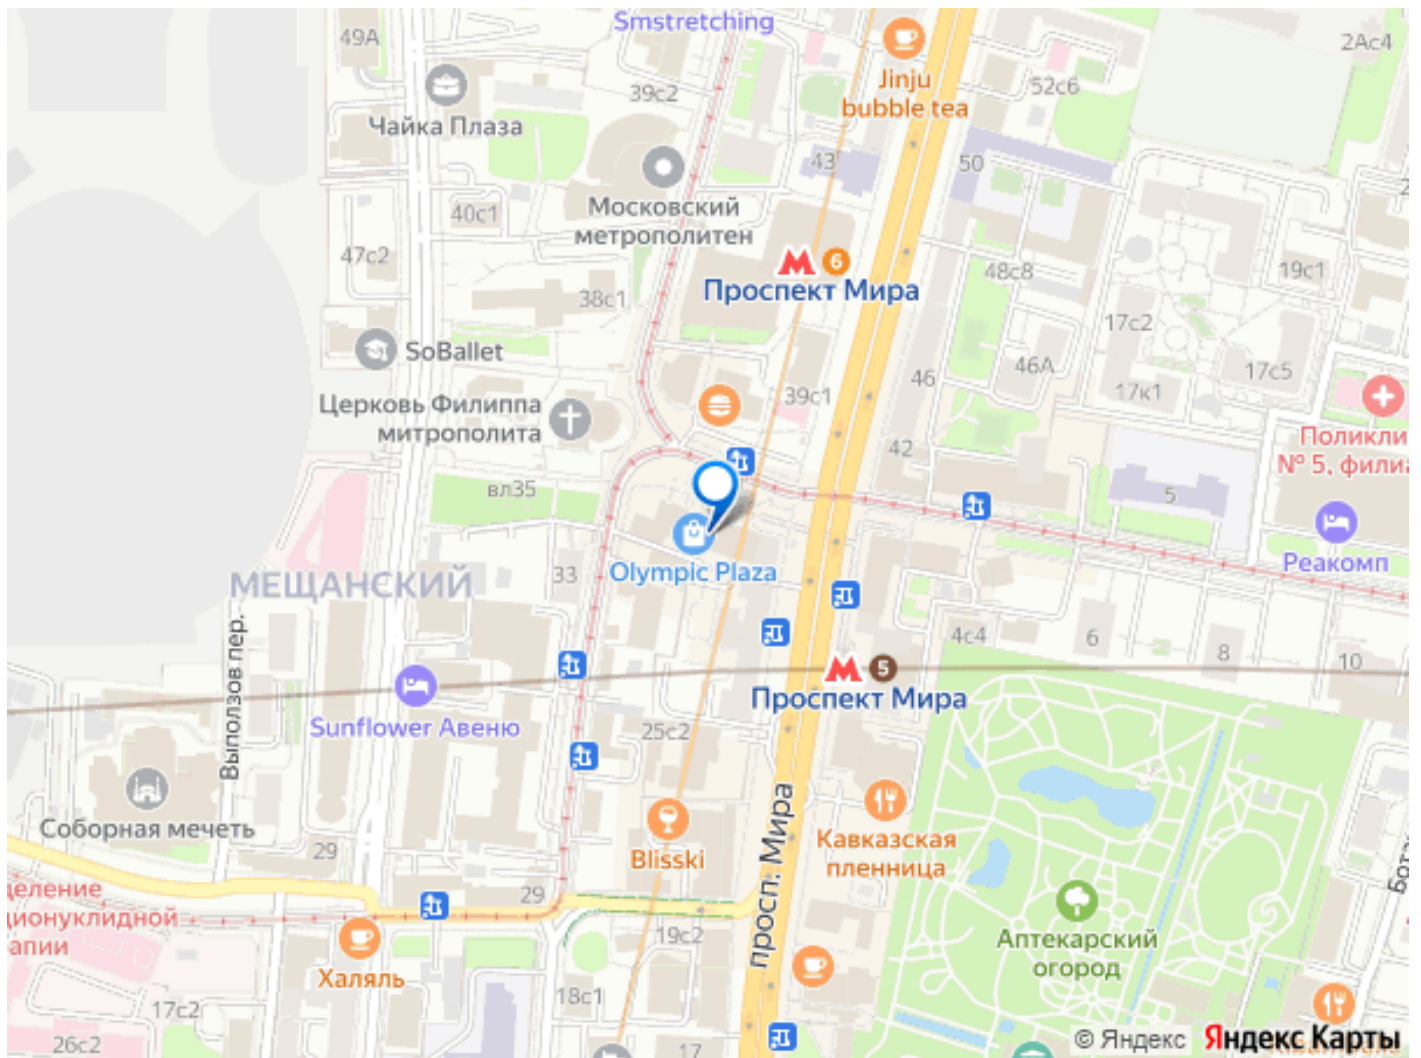 Smstretching
49А
2Ас4
Jinju
bubble tea
39с2
52с6
Чайка Плаза
43
50
40с1
Московский
метрополитен
47с2
6
Проспект Мира
48с8
19с1
38с1
17с2
SoBallet
46
46А
17с5
39с1
17к1
Церковь Филиппа
митрополита
42
Поликли
№ 5, филиа
вл35
5
Olympic Plaza
33
Реакомп
МЕЩАНСКИЙ
4с4
6
8
10
5
Проспект Мира
Выползов пер.
Sunflower Авеню
25с2
просп. Мира
Соборная мечеть
29
Blisski
Кавказская
пленница
Бота
29
деление
ционуклидной
апии
19с2
Аптекарский
огород
Халяль
18с1
17с2
26с2
17
© Яндекс Яндекс Карты